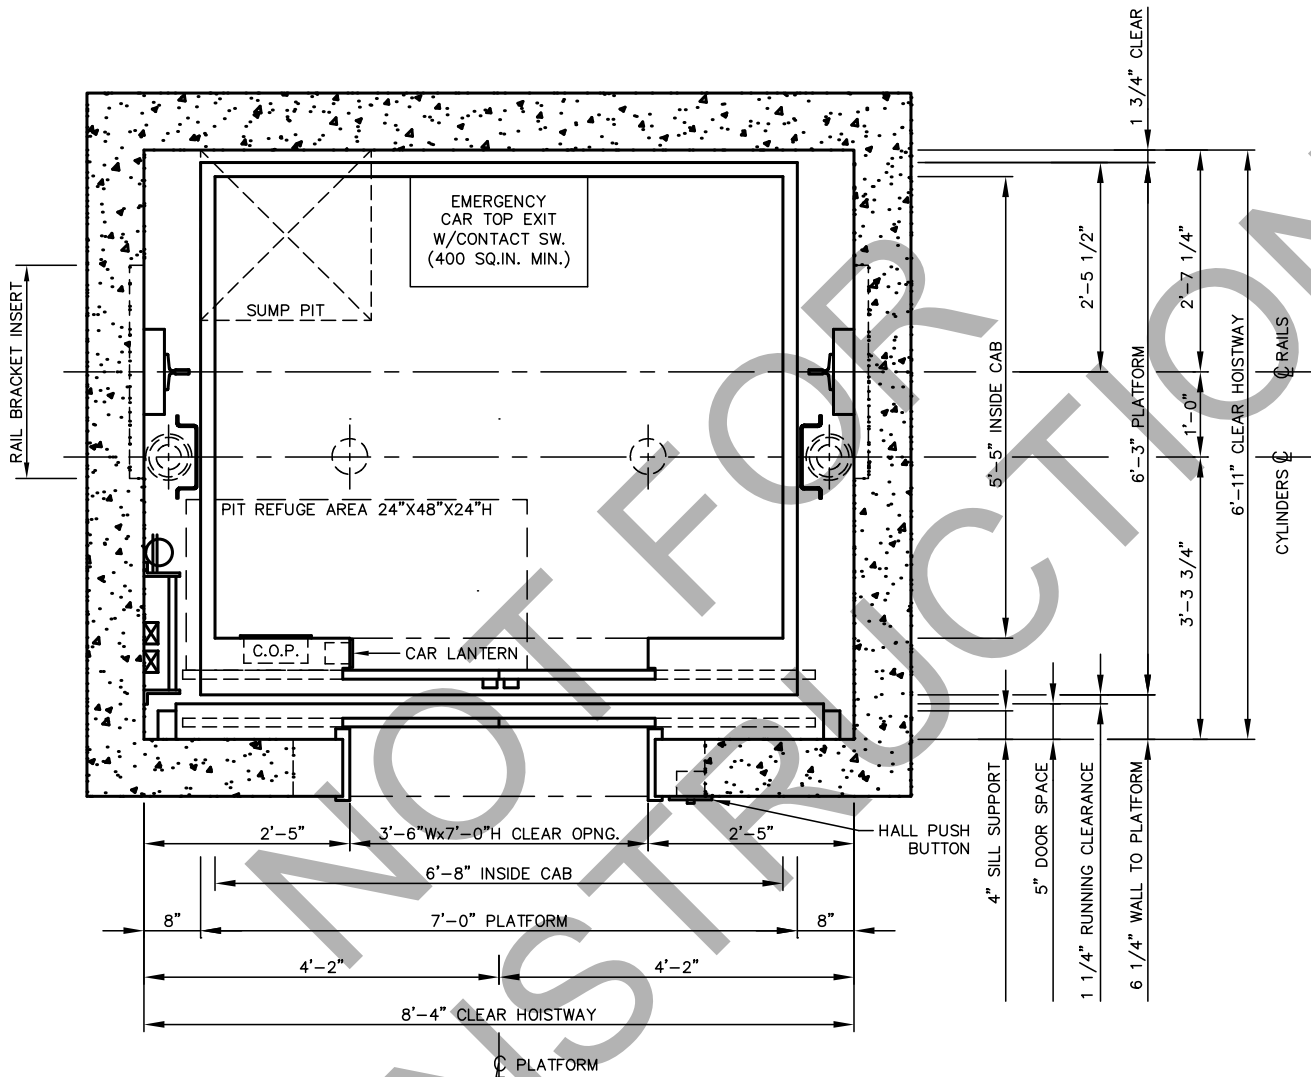 1 3/4" CLEAR
EMERGENCY
CAR TOP EXIT
W/CONTACT SW.
(400 SQ.IN. MIN.)
SUMP PIT
RAIL BRACKET INSERT
2'-5 1/2"
2'-7 1/4"
5'-5" INSIDE CAB
6'-3" PLATFORM
1'-0"
6'-11" CLEAR HOISTWAY
℄ RAILS
CYLINDERS ℄
PIT REFUGE AREA 24"X48"X24"H
3'-3 3/4"
C.O.P.
CAR LANTERN
HALL PUSH
BUTTON
4" SILL SUPPORT
5" DOOR SPACE
1 1/4" RUNNING CLEARANCE
6 1/4" WALL TO PLATFORM
2'-5"
3'-6"Wx7'-0"H CLEAR OPNG.
2'-5"
6'-8" INSIDE CAB
8"
7'-0" PLATFORM
8"
4'-2"
4'-2"
8'-4" CLEAR HOISTWAY
℄ PLATFORM
NOT FOR
NSTRUCTION